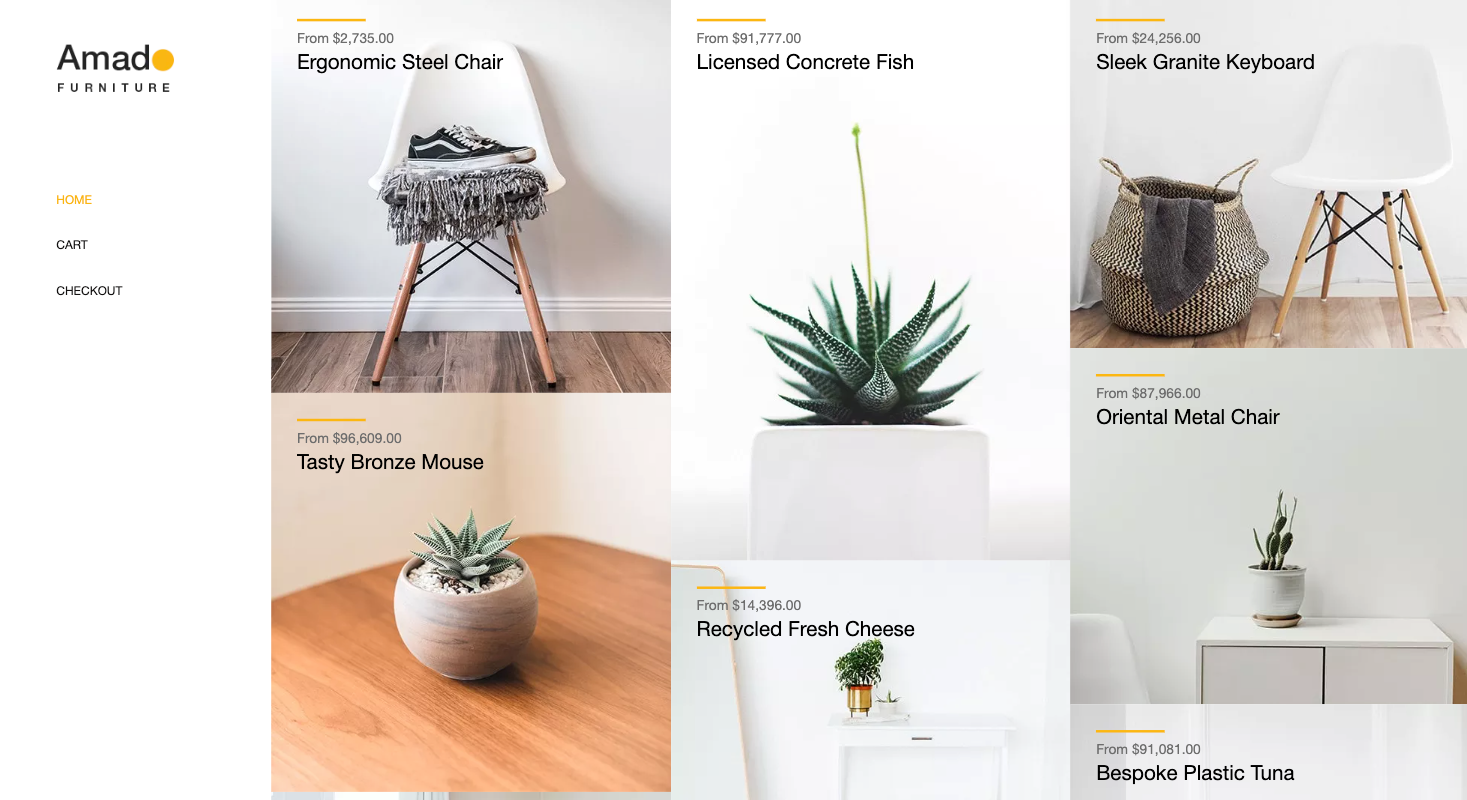 Amado
FURNITURE
HOME
CART
CHECKOUT
From $2,735.00
Ergonomic Steel Chair
From $96,609.00
Tasty Bronze Mouse
From $91,777.00
Licensed Concrete Fish
From $14,396.00
Recycled Fresh Cheese
From $24,256.00
Sleek Granite Keyboard
From $87,966.00
Oriental Metal Chair
From $91,081.00
Bespoke Plastic Tuna